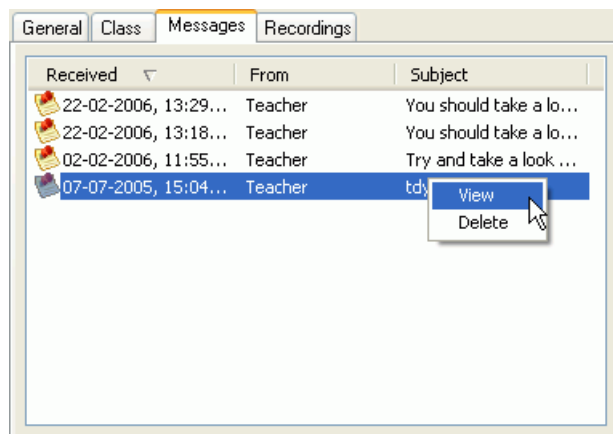 General Class Messages Recordings
Received From Subject
22-02-2006, 13:29... Teacher You should take a lo...
22-02-2006, 13:18... Teacher You should take a lo...
02-02-2006, 11:55... Teacher Try and take a look ...
07-07-2005, 15:04... Teacher
View
Delete